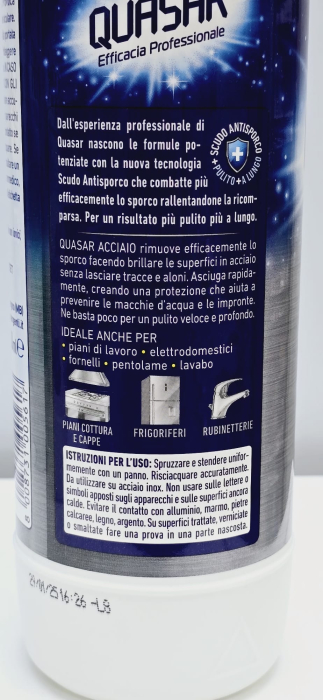 QUASAR
Efficacia Professionale
Dall'esperienza professionale di
Quasar nascono le formule po-
tenziate con la nuova tecnologia
Scudo Antisporco che combatte più
efficacemente lo sporco rallentandone la ricom-
parsa. Per un risultato più pulito più a lungo.
SCUDO ANTISPORCO
+PULITO+A LUNGO
QUASAR ACCIAIO rimuove efficacemente lo
sporco facendo brillare le superfici in acciaio
senza lasciare tracce e aloni. Asciuga rapida-
mente, creando una protezione che aiuta a
prevenire le macchie d'acqua e le impronte.
Ne basta poco per un pulito veloce e profondo.
IDEALE ANCHE PER
• piani di lavoro • elettrodomestici
• fornelli • pentolame • lavabo
PIANI COTTURA
E CAPPE
FRIGORIFERI
RUBINETTERIE
ISTRUZIONI PER L'USO: Spruzzare e stendere unifor-
memente con un panno. Risciacquare accuratamente.
Da utilizzare su acciaio inox. Non usare sulle lettere o
simboli apposti sugli apparecchi e sulle superfici ancora
calde. Evitare il contatto con alluminio, marmo, pietre
calcaree, legno, argento. Su superfici trattate, verniciate
o smaltate fare una prova in una parte nascosta.
16:26 -L8